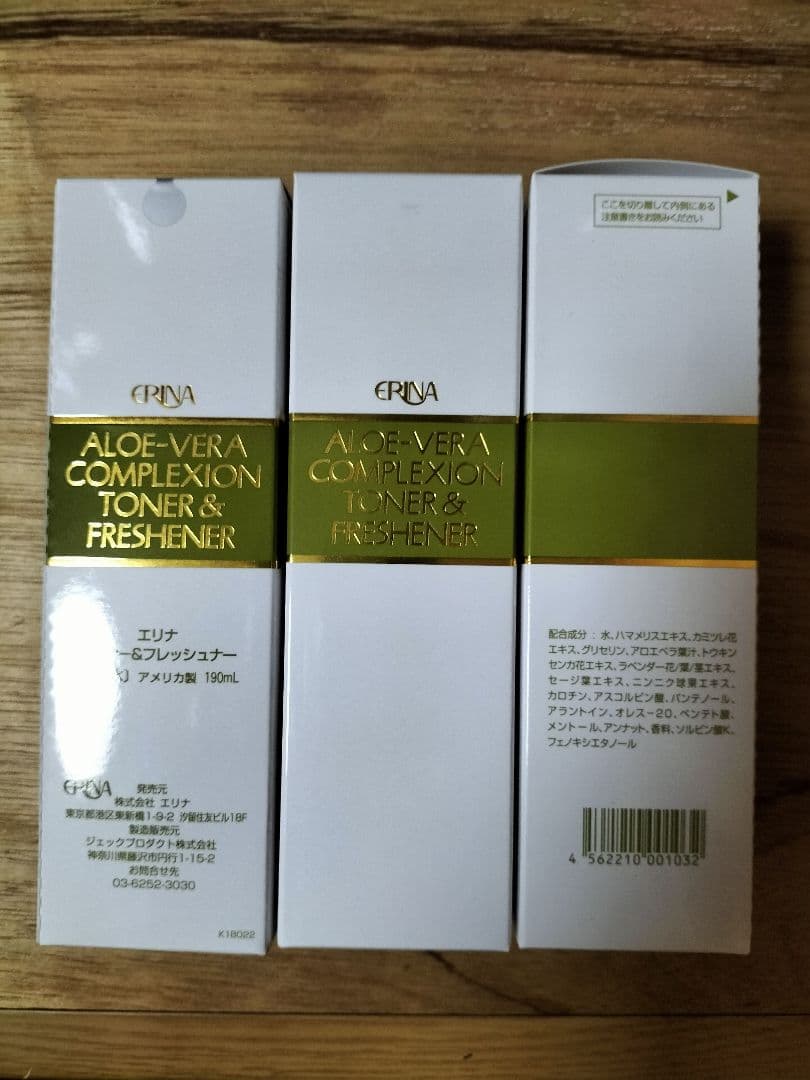 ERINA
ALOE-VERA
COMPLEXION
TONER &
FRESHENER
エリナ
ー&フレッシュナー
アメリカ製 190mL
ERINA
発売元
株式会社 エリナ
東京都港区東新橋1-9-2 汐留住友ビル18F
製造販売元
ジェックプロダクト株式会社
神奈川県藤沢市円行1-15-2
お問合せ先
03-6252-3030
K18022
ERINA
ALOE-VERA
COMPLEXION
TONER &
FRESHENER
ここを切り離して内側にある
注意書きをお読みください
配合成分 : 水、ハマメリスエキス、カミツレ花
エキス、グリセリン、アロエベラ葉汁、トウキン
センカ花エキス、ラベンダー花/葉/茎エキス、
セージ葉エキス、ニンニク球果エキス、
カロチン、アスコルビン酸、パンテノール、
アラントイン、オレス-20、ペンテト酸、
メントール、アンナット、香料、ソルビン酸K、
フェノキシエタノール
4 562210 001032